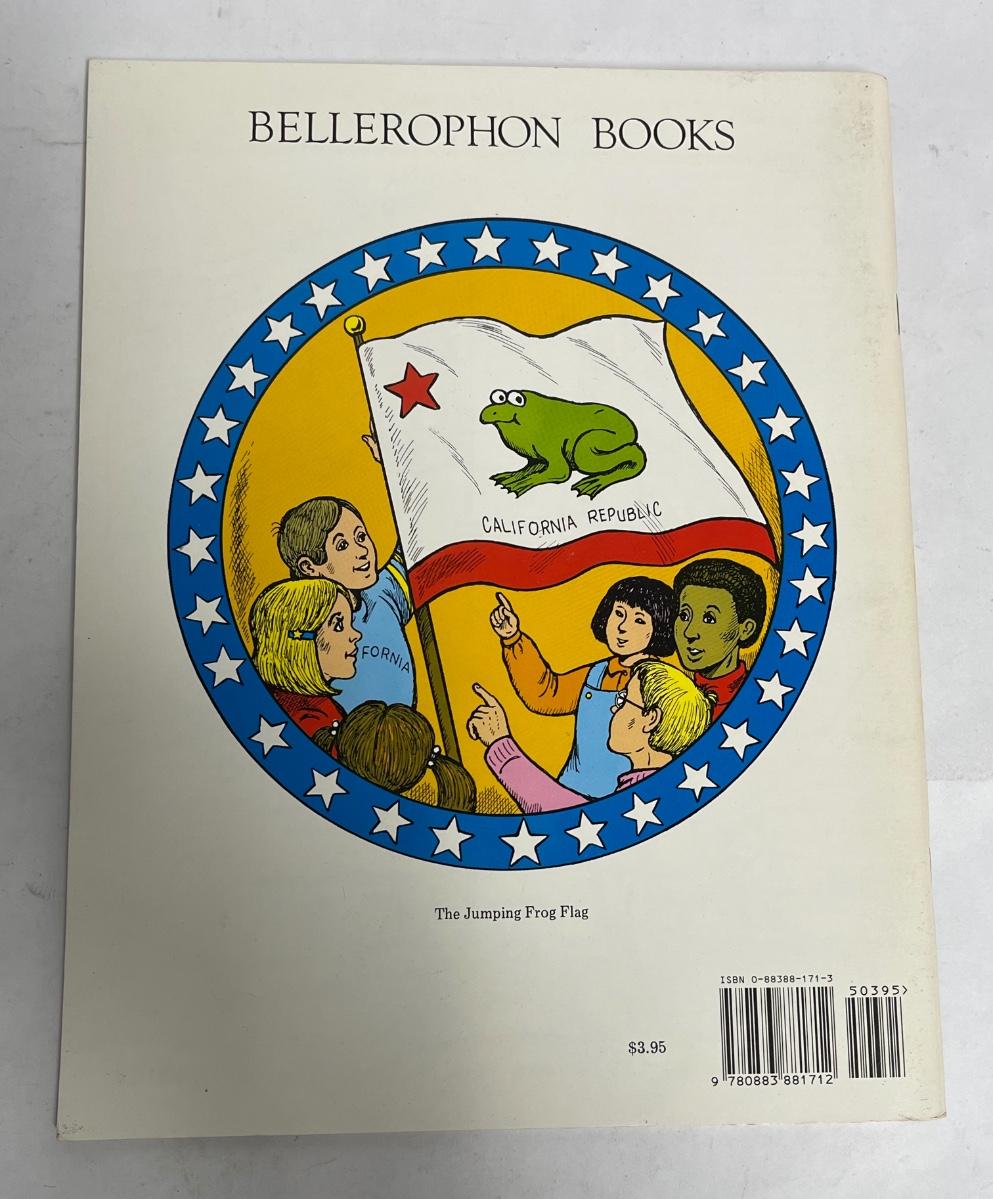 BELLEROPHON BOOKS
CALIFORNIA REPUBLIC
FORNIA
The Jumping Frog Flag
ISBN 0-88388-171-3
50395>
$3.95
9 780883 881712